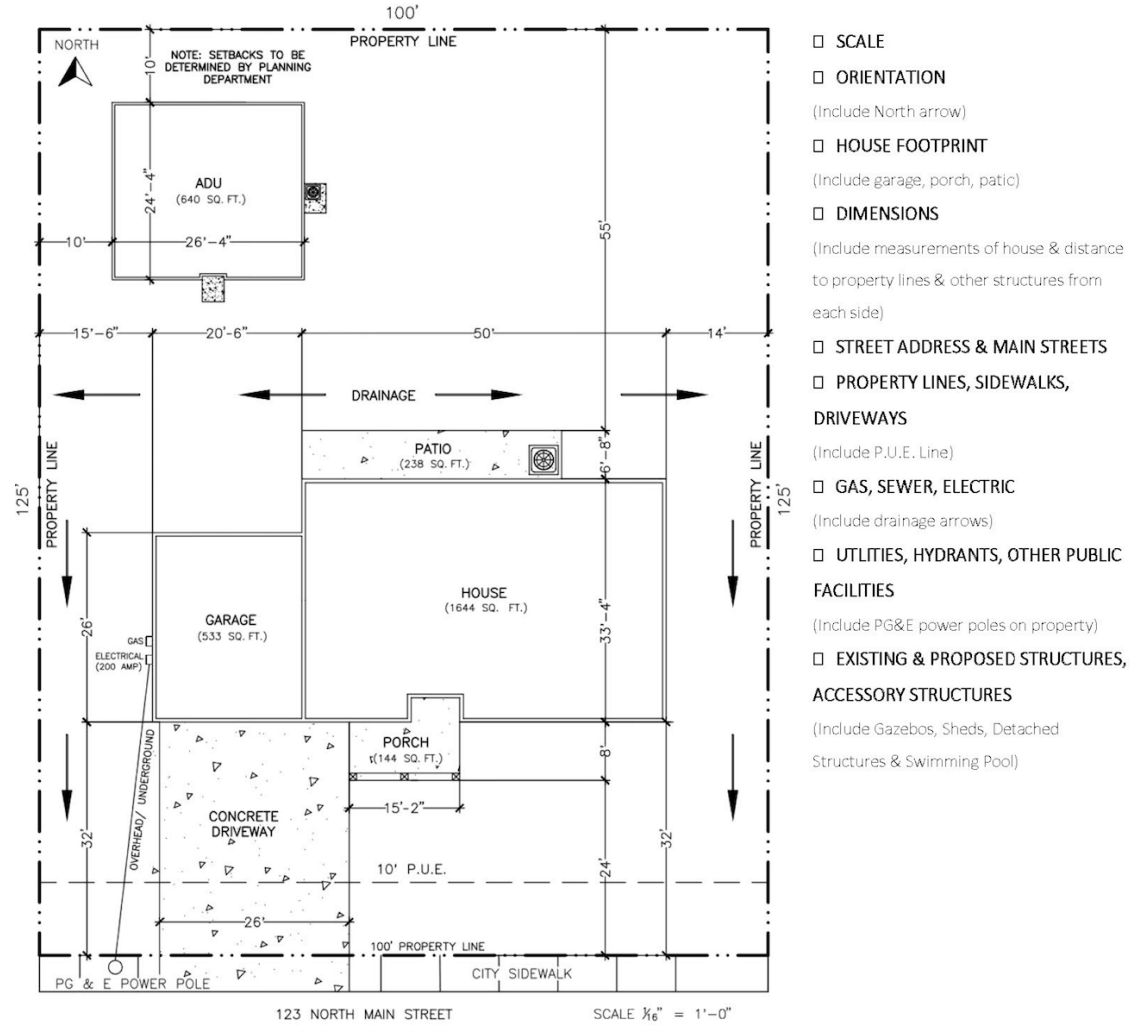 100'
PROPERTY LINE
NORTH
NOTE: SETBACKS TO BE
DETERMINED BY PLANNING
DEPARTMENT
10'
ADU
(640 SQ. FT.)
24'-4"
10'
26'-4"
55'
15'-6"
20'-6"
50'
14'
DRAINAGE
PATIO
(238 SQ. FT.)
6'-8"
PROPERTY LINE
125'
PROPERTY LINE
125'
HOUSE
(1644 SQ. FT.)
33'-4"
GARAGE
(533 SQ. FT.)
26'
GAS
ELECTRICAL
(200 AMP)
OVERHEAD/ UNDERGROUND
PORCH
(144 SQ.FT.)
8'
15'-2"
CONCRETE
DRIVEWAY
32'
32'
24'
10' P.U.E.
26'
100' PROPERTY LINE
CITY SIDEWALK
PG & E POWER POLE
123 NORTH MAIN STREET
SCALE 1/16" = 1'-0"
☐ SCALE
☐ ORIENTATION
(Include North arrow)
☐ HOUSE FOOTPRINT
(Include garage, porch, patic)
☐ DIMENSIONS
(Include measurements of house & distance
to property lines & other structures from
each side)
☐ STREET ADDRESS & MAIN STREETS
☐ PROPERTY LINES, SIDEWALKS,
DRIVEWAYS
(Include P.U.E. Line)
☐ GAS, SEWER, ELECTRIC
(Include drainage arrows)
☐ UTLITIES, HYDRANTS, OTHER PUBLIC
FACILITIES
(Include PG&E power poles on property)
☐ EXISTING & PROPOSED STRUCTURES,
ACCESSORY STRUCTURES
(Include Gazebos, Sheds, Detached
Structures & Swimming Pool)